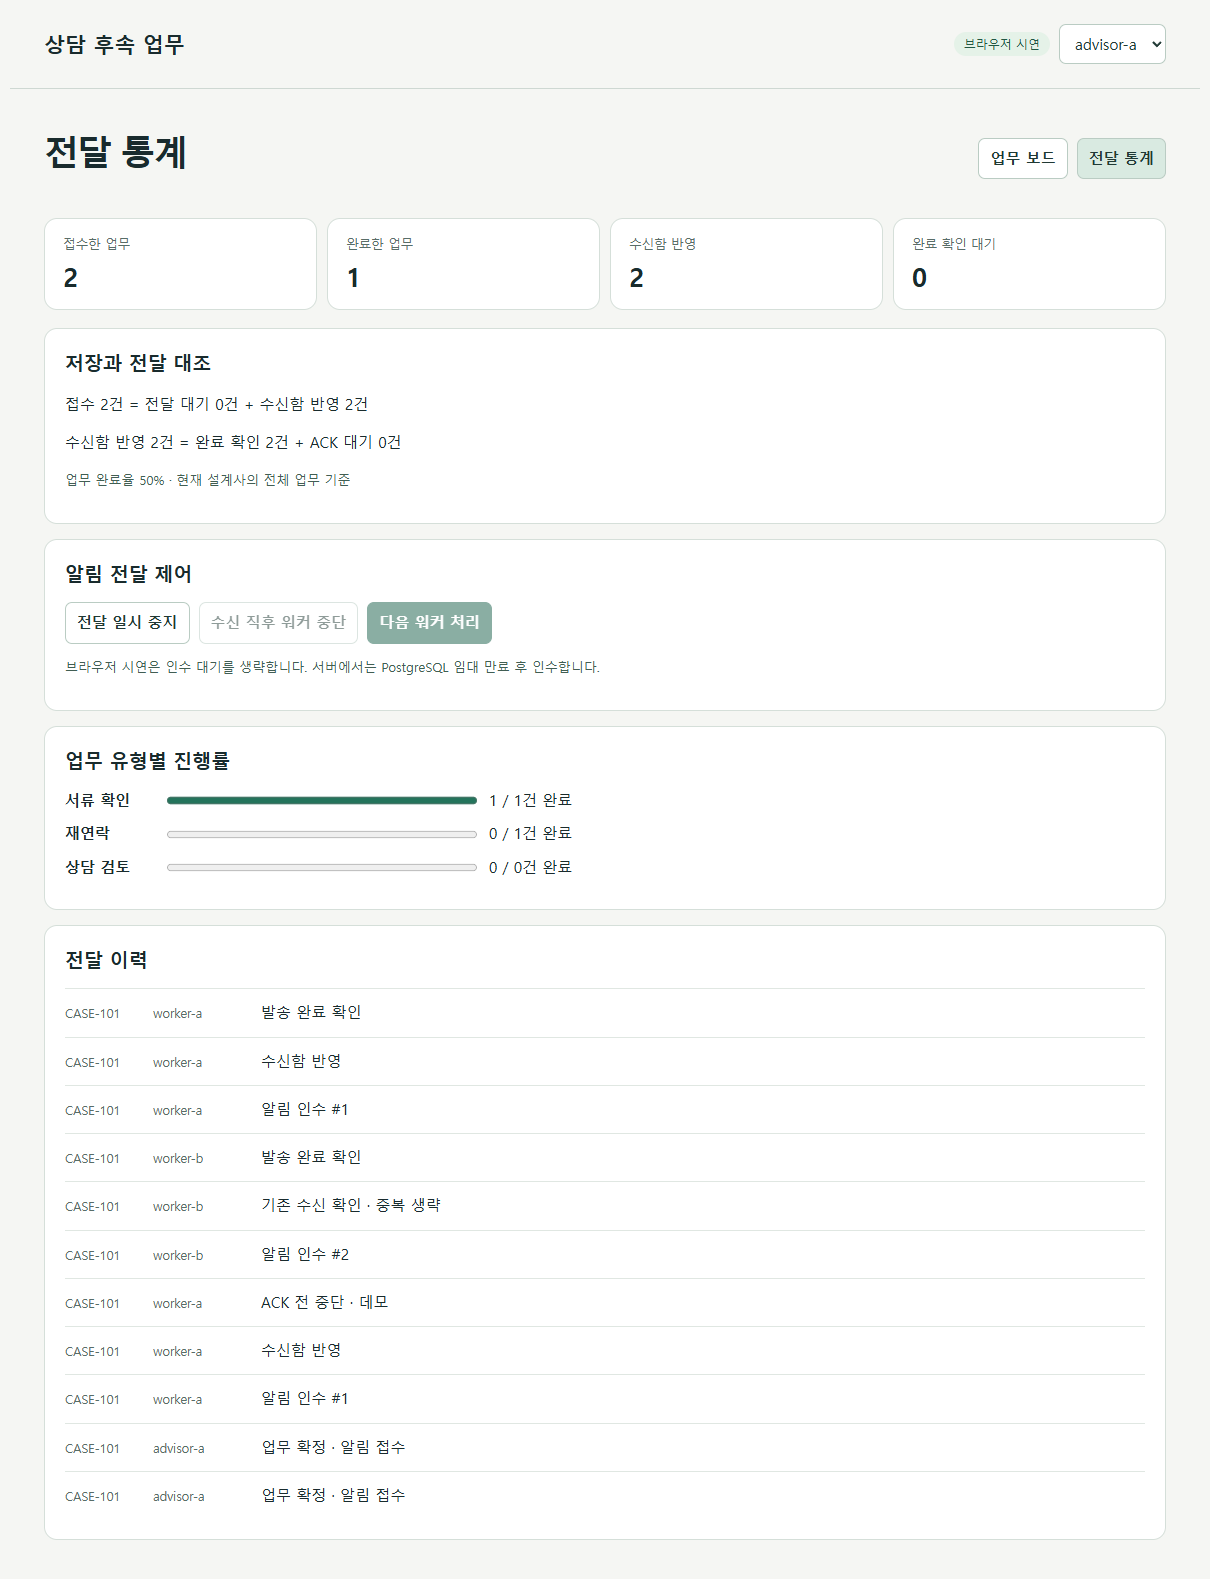 상담 후속 업무
브라우저 시연
advisor-a
전달 통계
업무 보드
전달 통계
접수한 업무
2
완료한 업무
1
수신함 반영
2
완료 확인 대기
0
저장과 전달 대조
접수 2건 = 전달 대기 0건 + 수신함 반영 2건
수신함 반영 2건 = 완료 확인 2건 + ACK 대기 0건
업무 완료율 50% · 현재 설계사의 전체 업무 기준
알림 전달 제어
전달 일시 중지
수신 직후 워커 중단
다음 워커 처리
브라우저 시연은 인수 대기를 생략합니다. 서버에서는 PostgreSQL 임대 만료 후 인수합니다.
업무 유형별 진행률
서류 확인 1 / 1건 완료
재연락 0 / 1건 완료
상담 검토 0 / 0건 완료
전달 이력
CASE-101 worker-a 발송 완료 확인
CASE-101 worker-a 수신함 반영
CASE-101 worker-a 알림 인수 #1
CASE-101 worker-b 발송 완료 확인
CASE-101 worker-b 기존 수신 확인 · 중복 생략
CASE-101 worker-b 알림 인수 #2
CASE-101 worker-a ACK 전 중단 · 데모
CASE-101 worker-a 수신함 반영
CASE-101 worker-a 알림 인수 #1
CASE-101 advisor-a 업무 확정 · 알림 접수
CASE-101 advisor-a 업무 확정 · 알림 접수